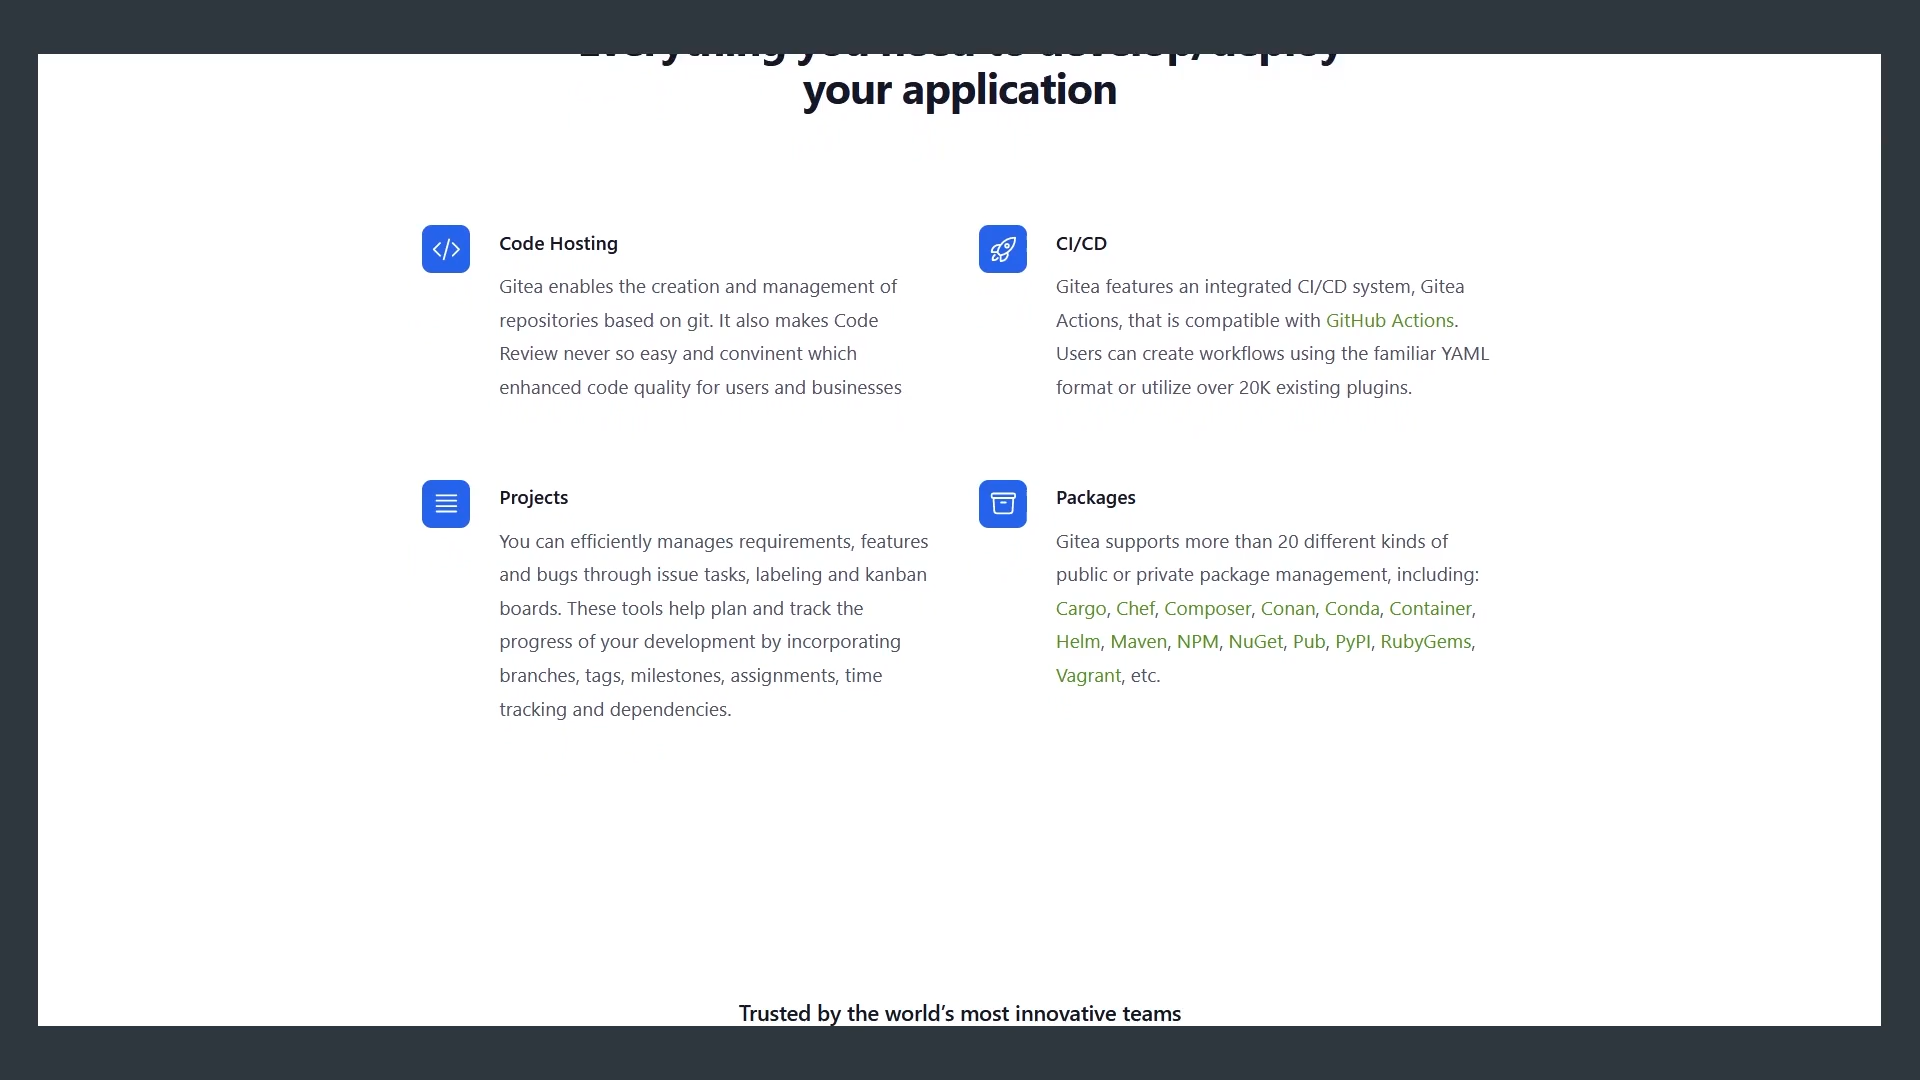 Everything you need to develop/deploy
your application
Code Hosting
Gitea enables the creation and management of
repositories based on git. It also makes Code
Review never so easy and convinent which
enhanced code quality for users and businesses
CI/CD
Gitea features an integrated CI/CD system, Gitea
Actions, that is compatible with GitHub Actions.
Users can create workflows using the familiar YAML
format or utilize over 20K existing plugins.
Projects
You can efficiently manages requirements, features
and bugs through issue tasks, labeling and kanban
boards. These tools help plan and track the
progress of your development by incorporating
branches, tags, milestones, assignments, time
tracking and dependencies.
Packages
Gitea supports more than 20 different kinds of
public or private package management, including:
Cargo, Chef, Composer, Conan, Conda, Container,
Helm, Maven, NPM, NuGet, Pub, PyPI, RubyGems,
Vagrant, etc.
Trusted by the world’s most innovative teams